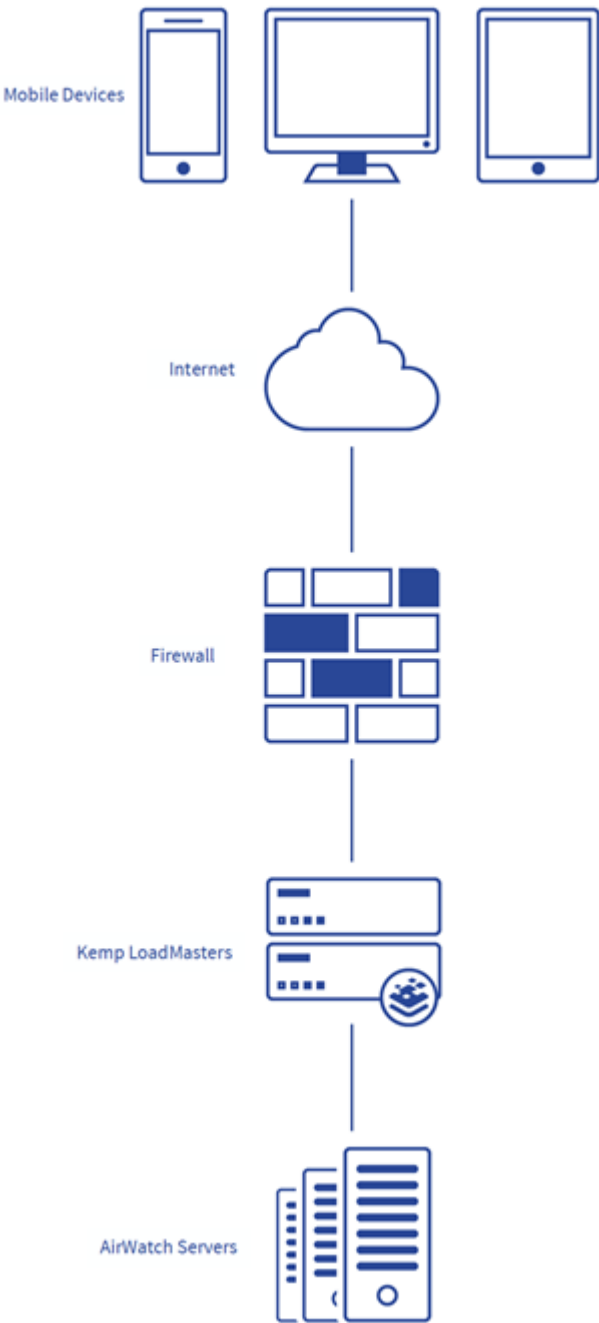 Mobile Devices
Internet
Firewall
Kemp LoadMasters
AirWatch Servers